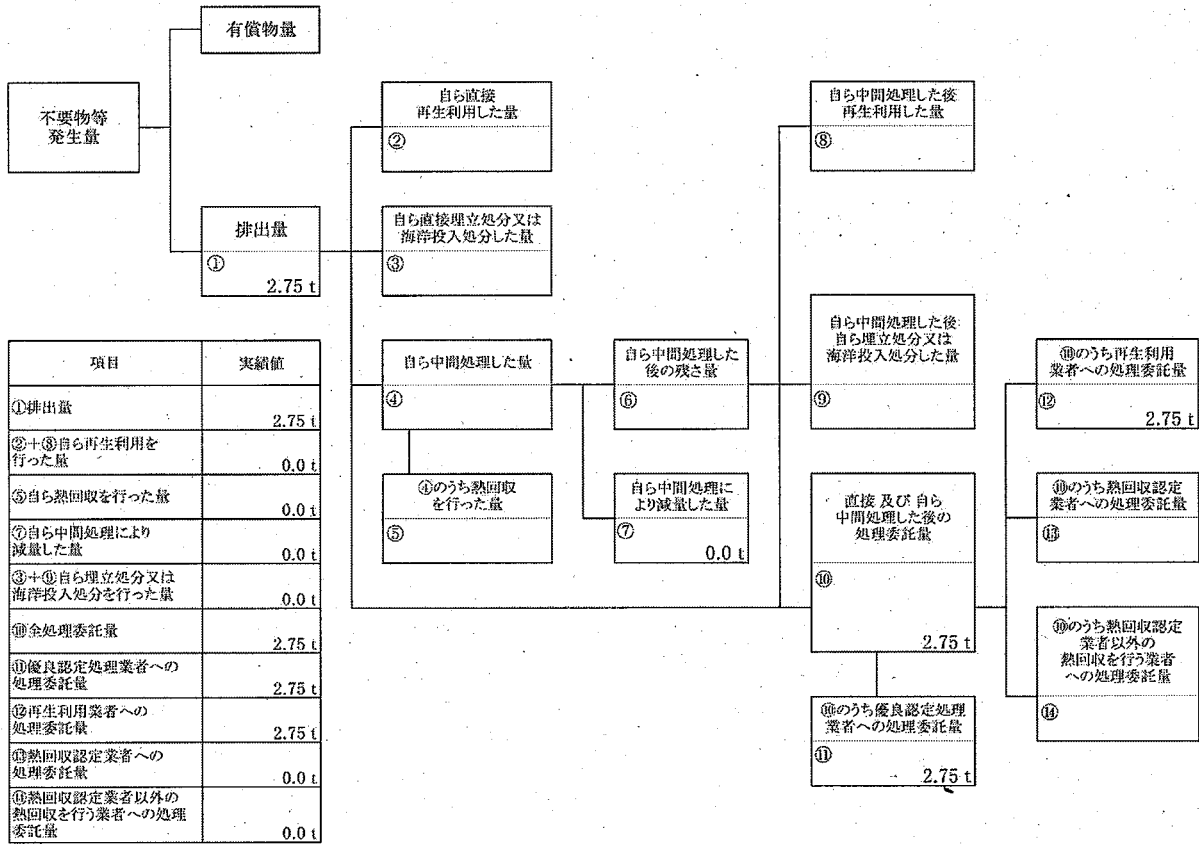 有償物量
不要物等
発生量
排出量
①
2.75 t
自ら直接
再生利用した量
②
自ら直接埋立処分又は
海洋投入処分した量
③
自ら中間処理した量
④
④のうち熱回収
を行った量
⑤
自ら中間処理した
後の残さ量
⑥
自ら中間処理に
より減量した量
⑦
0.0 t
自ら中間処理した後
再生利用した量
⑧
自ら中間処理した後
自ら埋立処分又は
海洋投入処分した量
⑨
直接 及び 自ら
中間処理した後の
処理委託量
⑩
2.75 t
⑩のうち優良認定処理
業者への処理委託量
⑪
2.75 t
⑩のうち再生利用
業者への処理委託量
⑫
2.75 t
⑩のうち熱回収認定
業者への処理委託量
⑬
⑩のうち熱回収認定
業者以外の
熱回収を行う業者
への処理委託量
⑭
項目 実績値
①排出量 2.75 t
②+⑧自ら再生利用を
行った量 0.0 t
⑤自ら熱回収を行った量 0.0 t
⑦自ら中間処理により
減量した量 0.0 t
③+⑨自ら埋立処分又は
海洋投入処分を行った量 0.0 t
⑩全処理委託量 2.75 t
⑪優良認定処理業者への
処理委託量 2.75 t
⑫再生利用業者への
処理委託量 2.75 t
⑬熱回収認定業者への
処理委託量 0.0 t
⑭熱回収認定業者以外の
熱回収を行う業者への処理
委託量 0.0 t